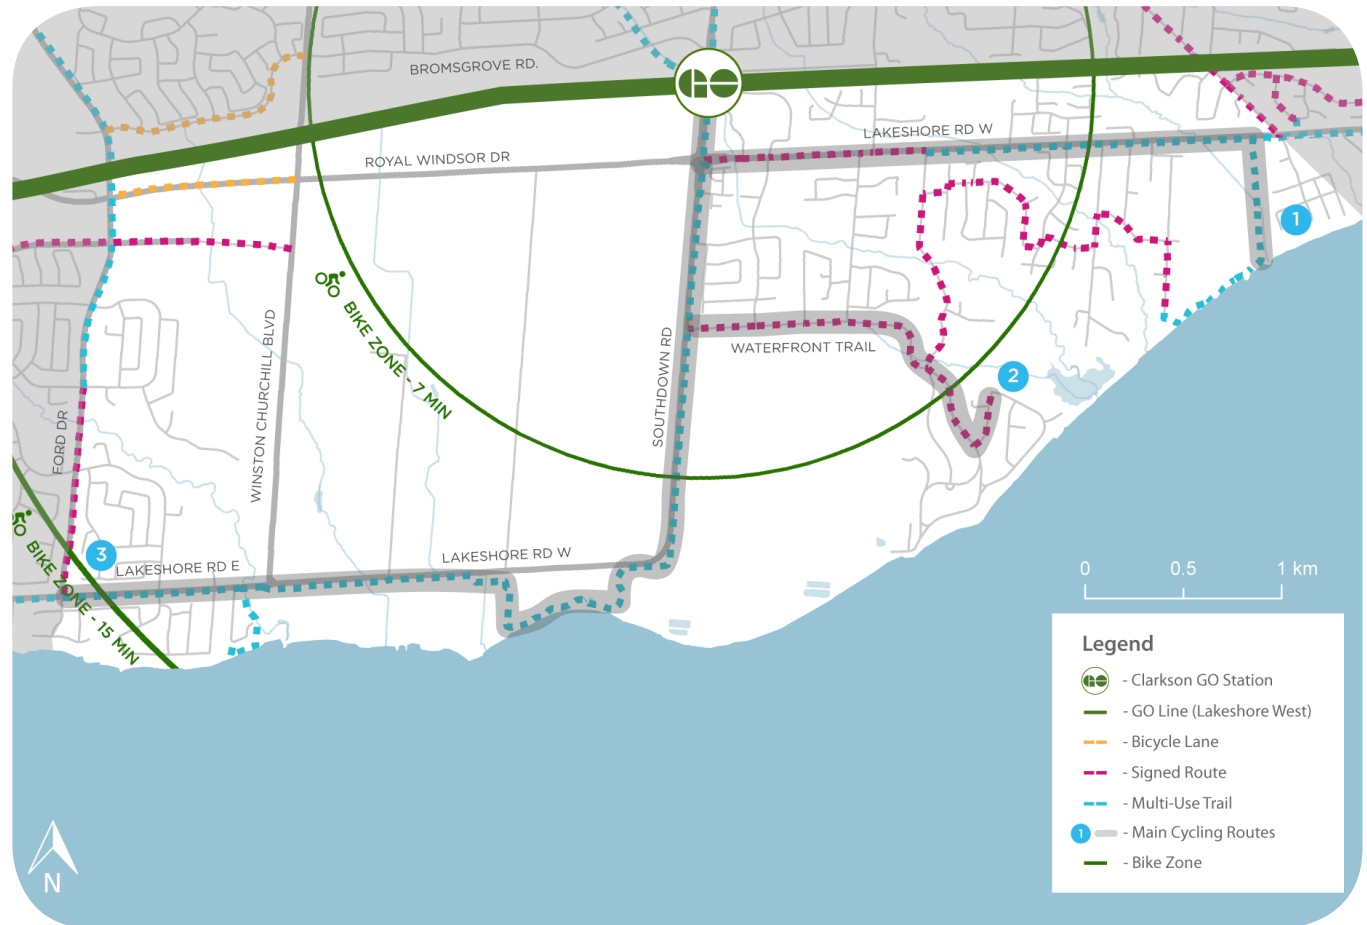 BROMSGROVE RD.
GO
LAKESHORE RD W
ROYAL WINDSOR DR
1
BIKE ZONE - 7 MIN
WINSTON CHURCHILL BLVD
SOUTHDOWN RD
WATERFRONT TRAIL
2
FORD DR
3
LAKESHORE RD E
LAKESHORE RD W
BIKE ZONE - 15 MIN
0 0.5 1 km
Legend
GO - Clarkson GO Station
- GO Line (Lakeshore West)
- Bicycle Lane
- Signed Route
- Multi-Use Trail
1 - Main Cycling Routes
- Bike Zone
N